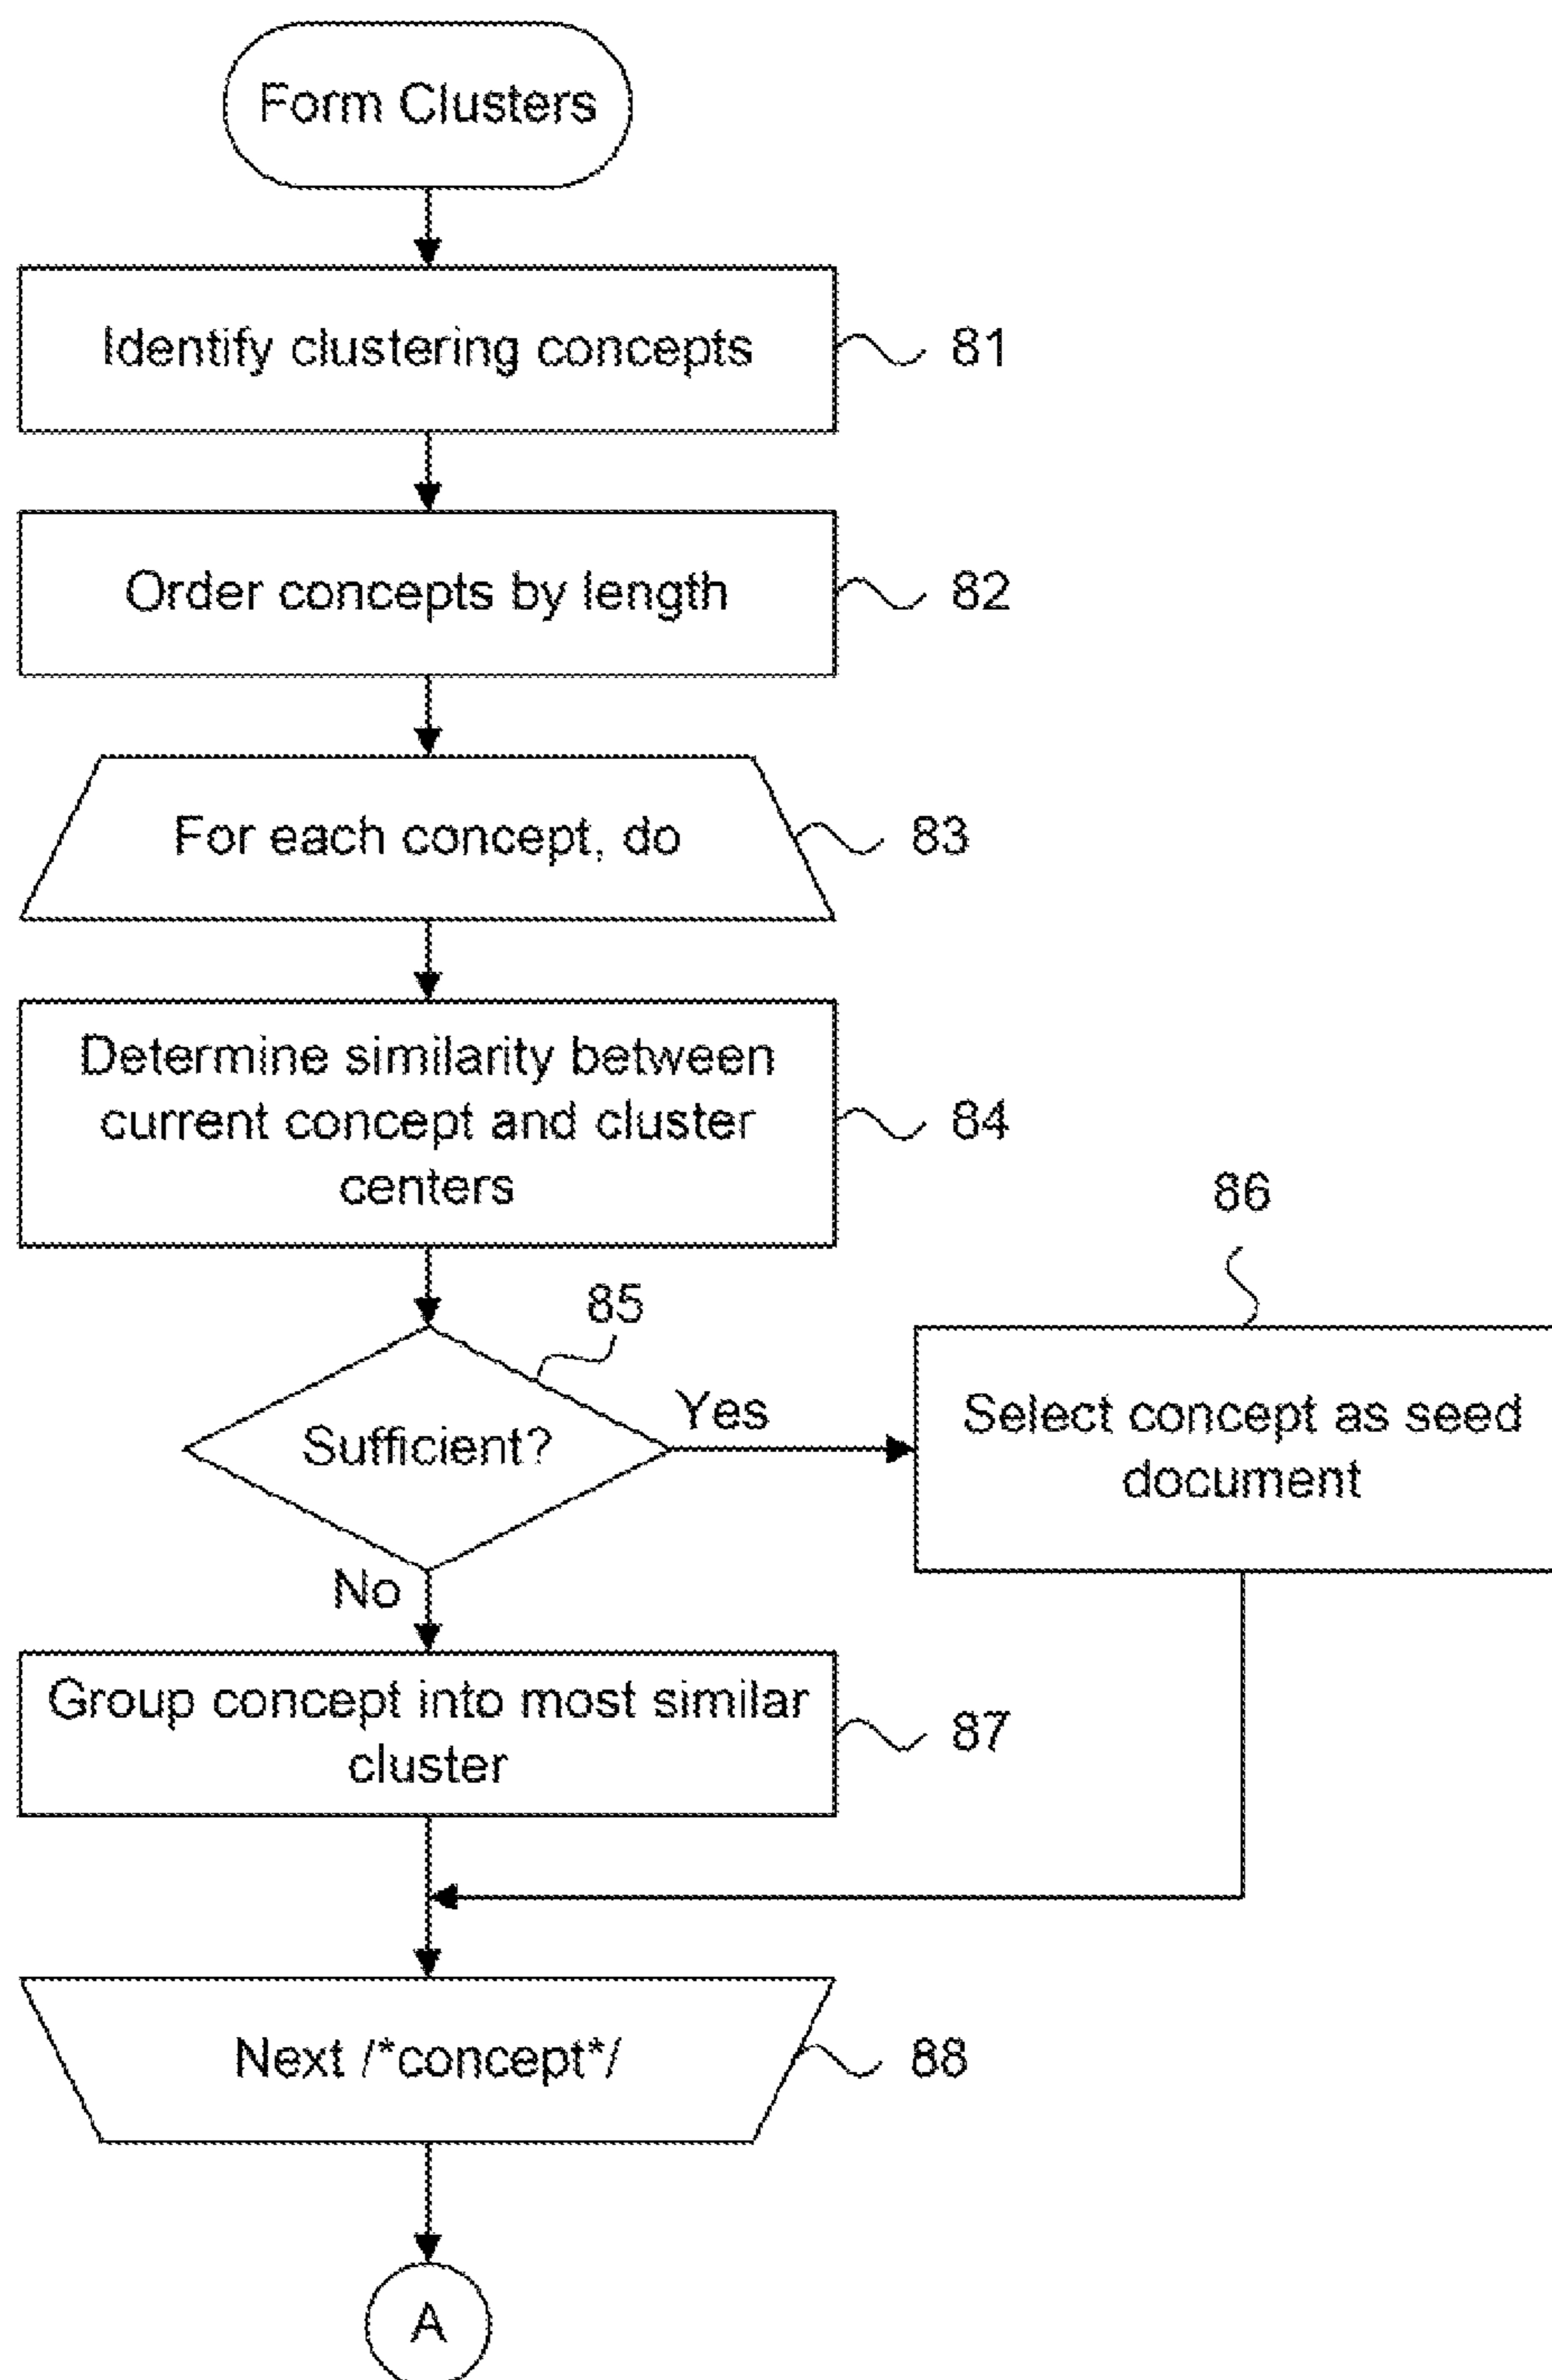 Form Clusters
Identify clustering concepts
81
Order concepts by length
82
For each concept, do
83
Determine similarity between
current concept and cluster
centers
84
85
Sufficient?
Yes
86
Select concept as seed
document
No
Group concept into most similar
cluster
87
Next /*concept*/
88
A